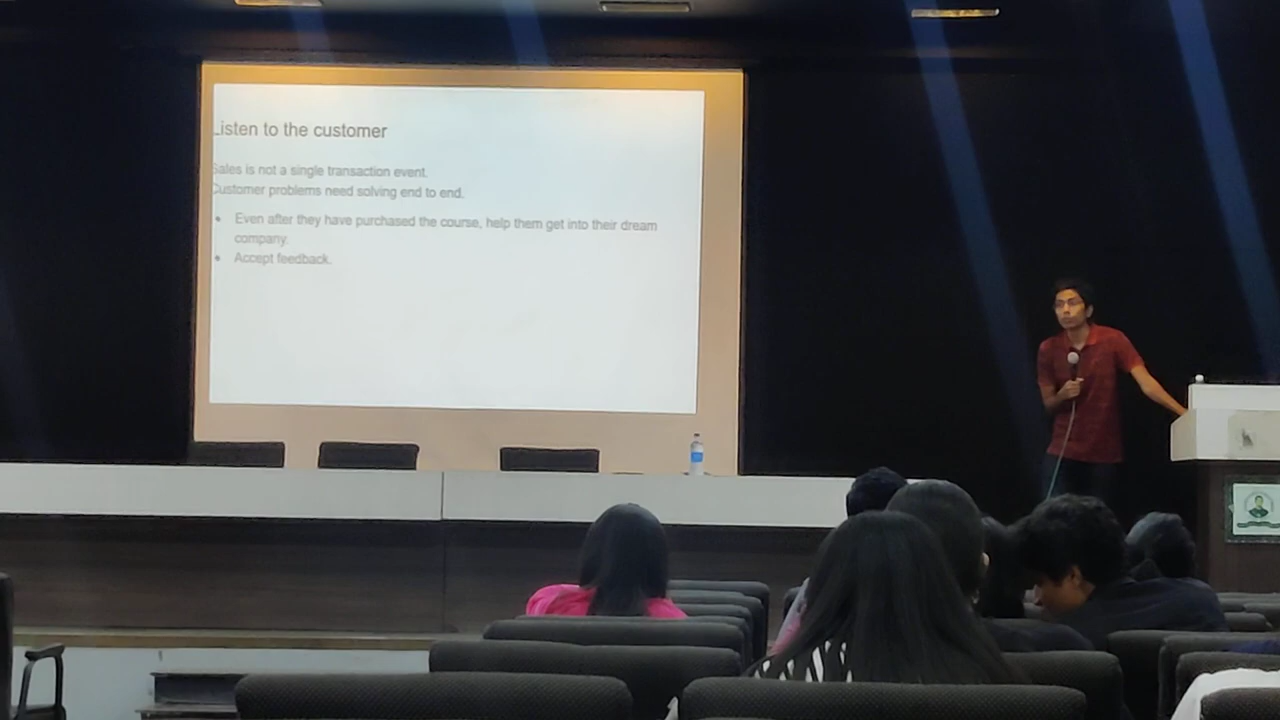 Listen to the customer
Sales is not a single transaction event.
Customer problems need solving end to end.
• Even after they have purchased the course, help them get into their dream
company.
• Accept feedback.